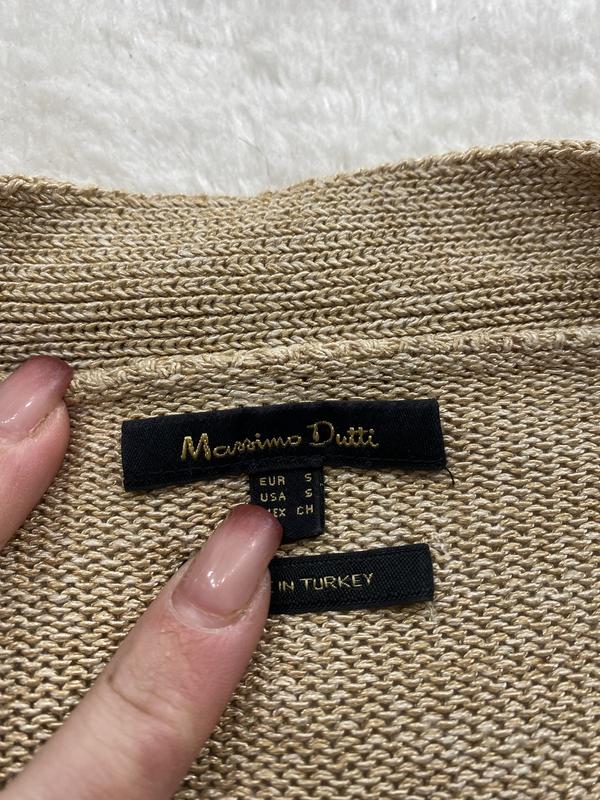 Massimo Dutti
EUR S
USA S
MEX CH
IN TURKEY